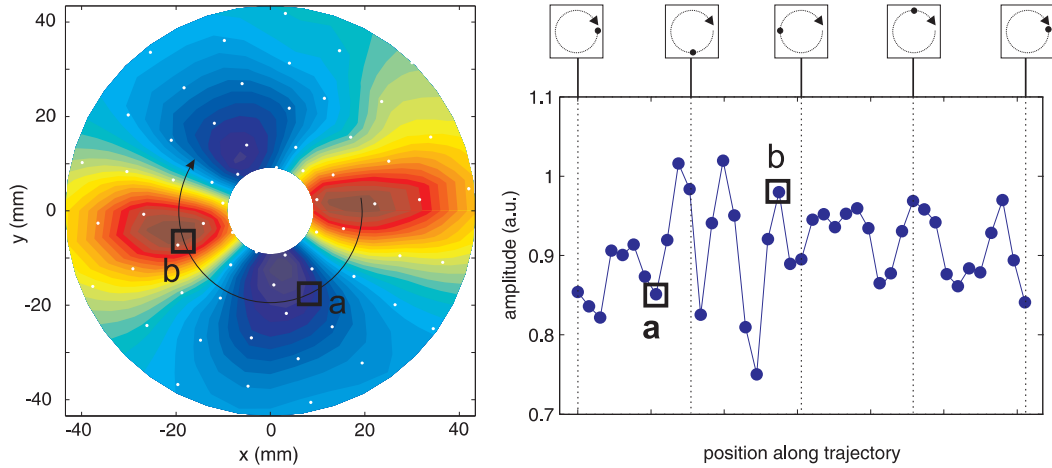 40
20
0
-20
-40
y (mm)
-40
-20
0
20
40
x (mm)
b
a
1.1
1
0.9
0.8
0.7
amplitude (a.u.)
a
b
position along trajectory